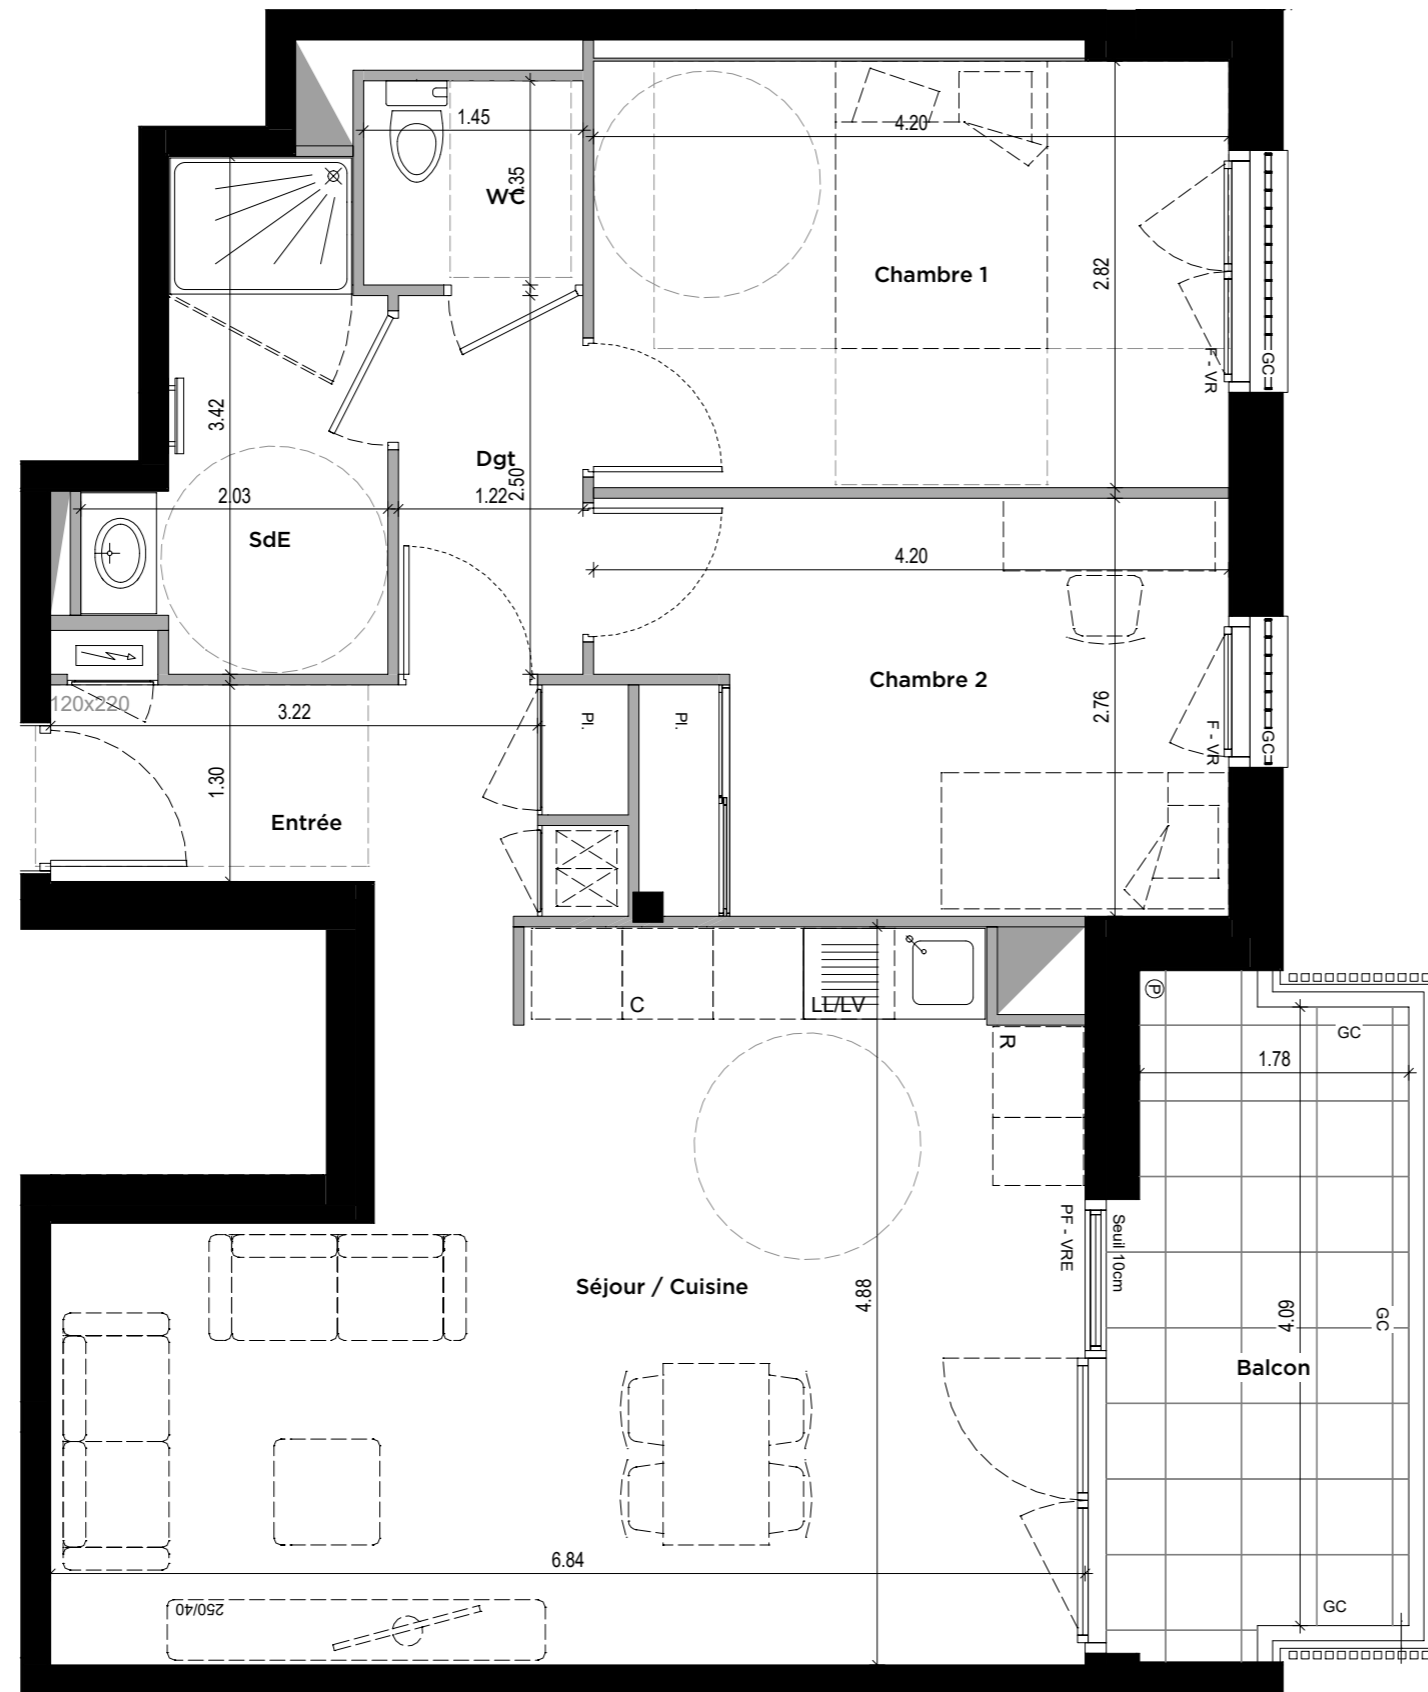 1.45
4.20
WC
1.35
Chambre 1
2.82
F - VR
GC
3.42
Dgt
2.50
2.03
1.22
SdE
4.20
Chambre 2
2.76
F - VR
GC
120x220
3.22
Pl.
Pl.
1.30
Entrée
C
LL/LV
R
P
GC
1.78
PF - VRE
Seuil 10cm
Séjour / Cuisine
4.88
4.09
GC
Balcon
6.84
250/40
GC